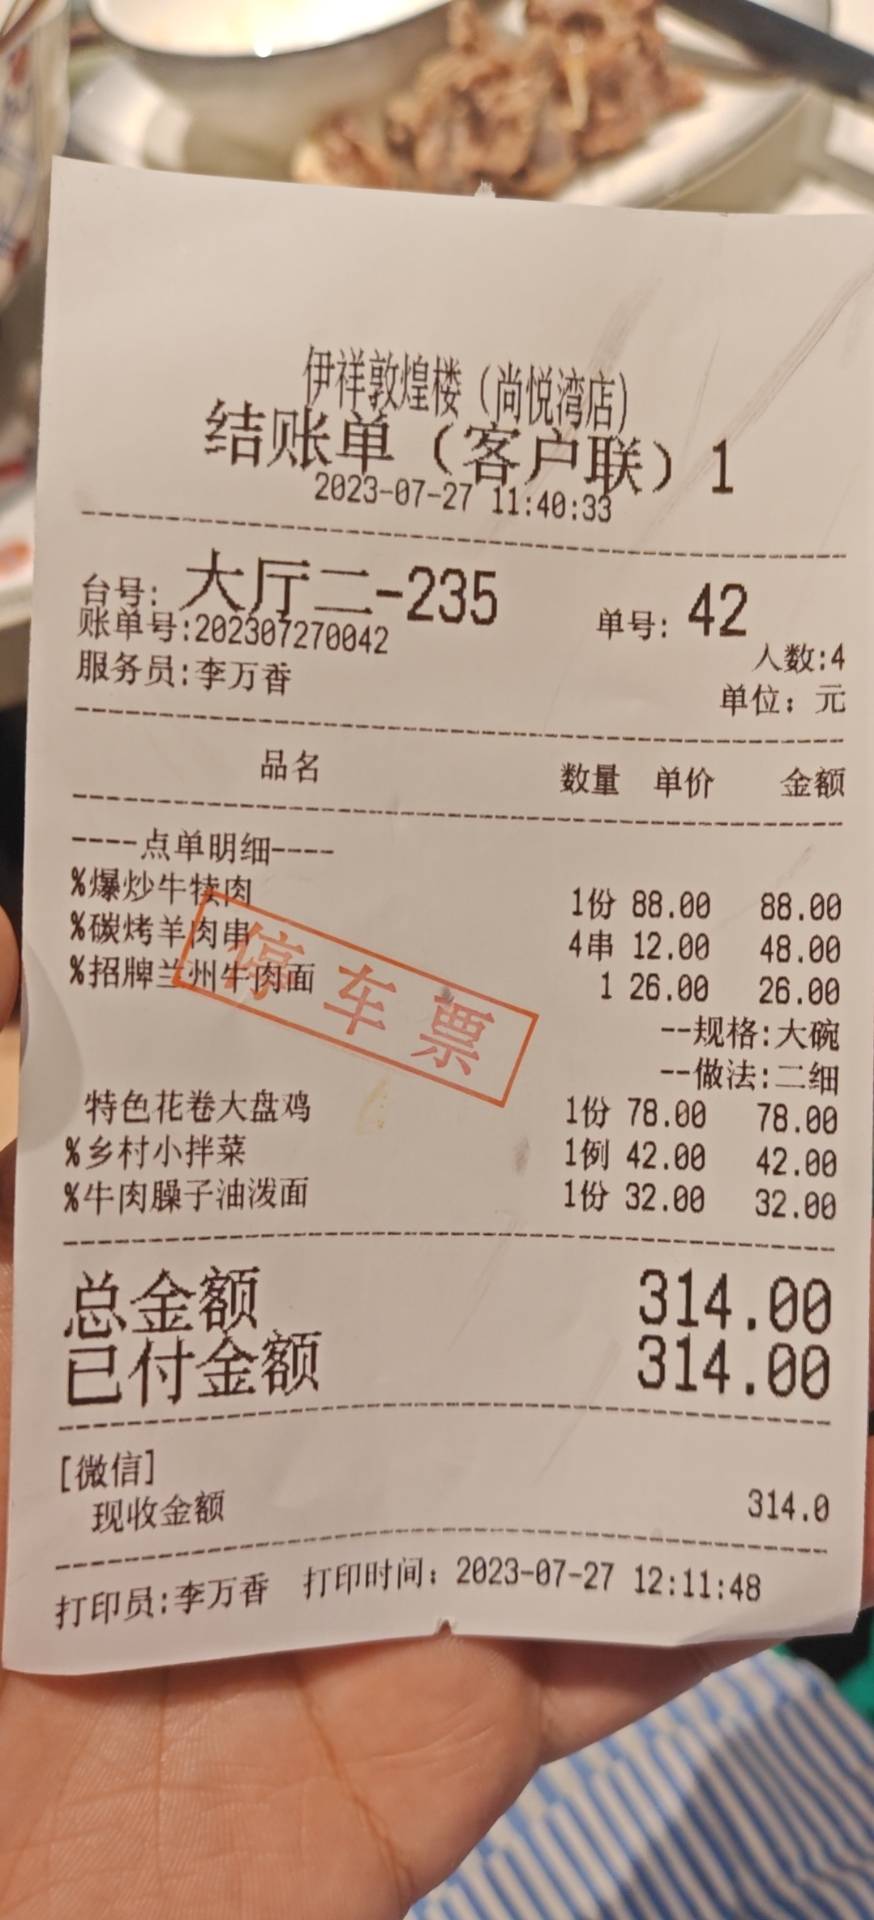 伊祥敦煌楼（尚悦湾店）
结账单（客户联）1
2023-07-27 11:40:33
台号: 大厅二-235 单号: 42
账单号:202307270042
人数:4
服务员:李万香
单位: 元
品名 数量 单价 金额
----点单明细----
%爆炒牛犊肉 1份 88.00 88.00
%碳烤羊肉串 4串 12.00 48.00
%招牌兰州牛肉面 1 26.00 26.00
--规格:大碗
--做法:二细
特色花卷大盘鸡 1份 78.00 78.00
%乡村小拌菜 1例 42.00 42.00
%牛肉臊子油泼面 1份 32.00 32.00
停车票
总金额 314.00
已付金额 314.00
[微信]
现收金额 314.0
打印员:李万香 打印时间: 2023-07-27 12:11:48